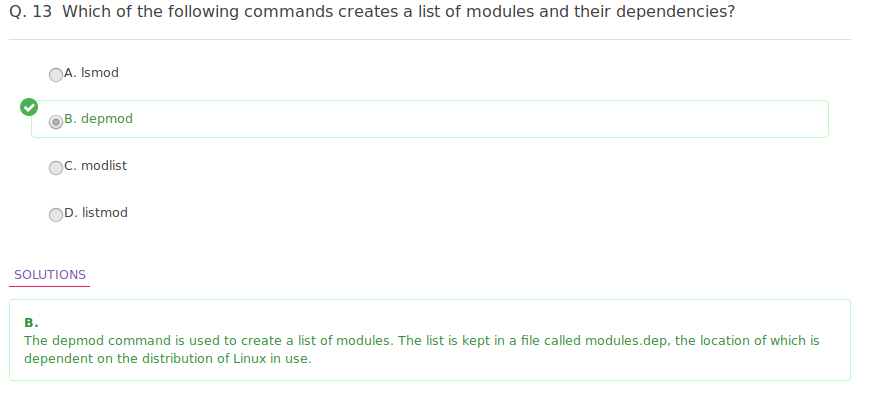 Q. 13  Which of the following commands creates a list of modules and their dependencies?
A. lsmod
B. depmod
C. modlist
D. listmod
SOLUTIONS
B.
The depmod command is used to create a list of modules. The list is kept in a file called modules.dep, the location of which is
dependent on the distribution of Linux in use.